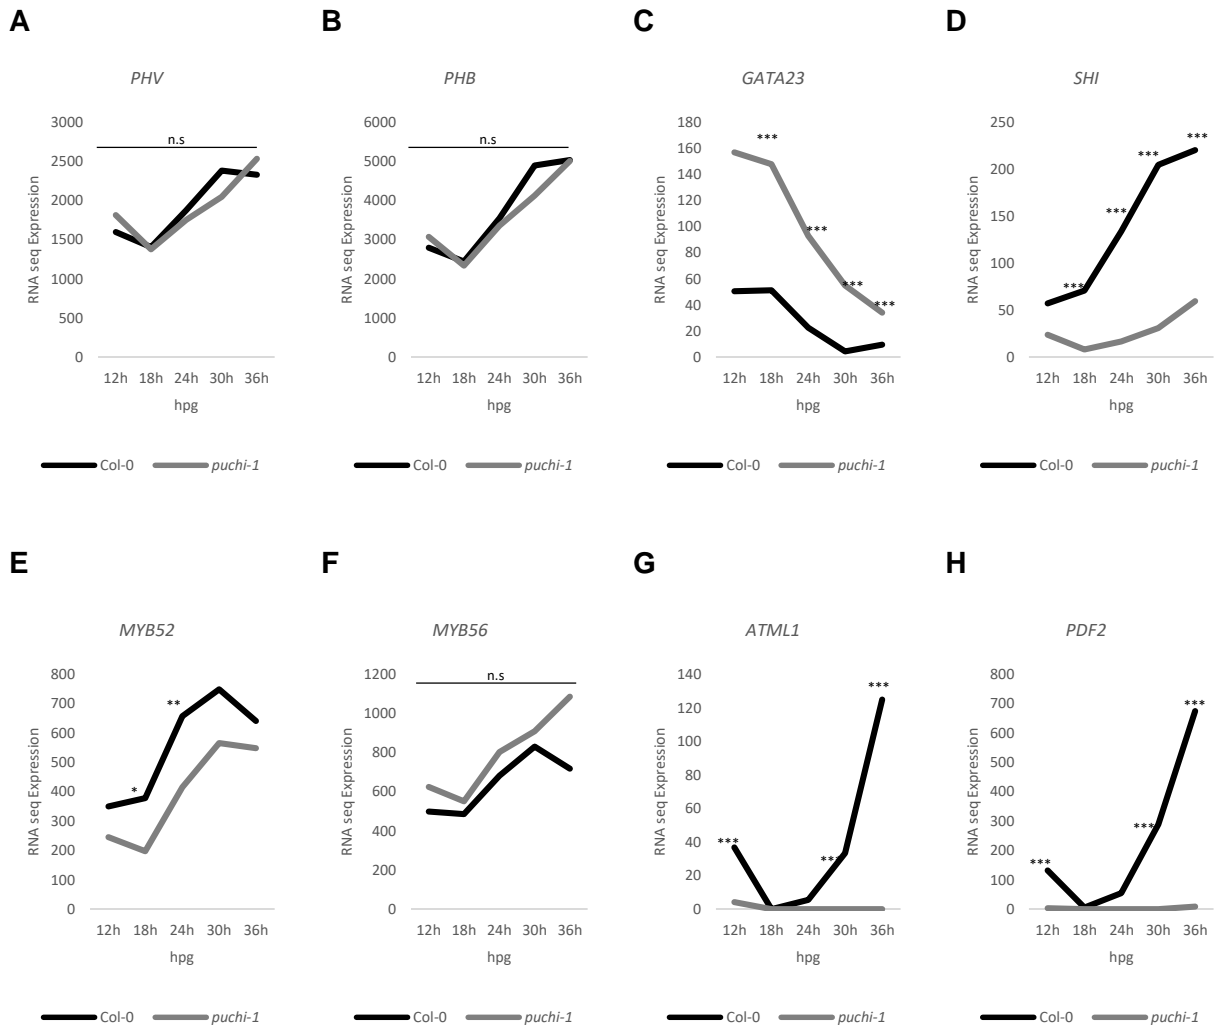 A
B
C
D
PHV
PHB
GATA23
SHI
3000
2500
2000
1500
1000
500
0
RNA seq Expression
n.s
12h 18h 24h 30h 36h
hpg
Col-0 puchi-1
6000
5000
4000
3000
2000
1000
0
RNA seq Expression
n.s
12h 18h 24h 30h 36h
hpg
Col-0 puchi-1
180
160
140
120
100
80
60
40
20
0
RNA seq Expression
***
***
***
***
12h 18h 24h 30h 36h
hpg
Col-0 puchi-1
250
200
150
100
50
0
RNA seq Expression
***
***
***
***
12h 18h 24h 30h 36h
hpg
Col-0 puchi-1
E
F
G
H
MYB52
MYB56
ATML1
PDF2
800
700
600
500
400
300
200
100
0
RNA seq Expression
*
**
12h 18h 24h 30h 36h
hpg
Col-0 puchi-1
1200
1000
800
600
400
200
0
RNA seq Expression
n.s
12h 18h 24h 30h 36h
hpg
Col-0 puchi-1
140
120
100
80
60
40
20
0
RNA seq Expression
***
***
***
12h 18h 24h 30h 36h
hpg
Col-0 puchi-1
800
700
600
500
400
300
200
100
0
RNA seq Expression
***
***
***
12h 18h 24h 30h 36h
hpg
Col-0 puchi-1